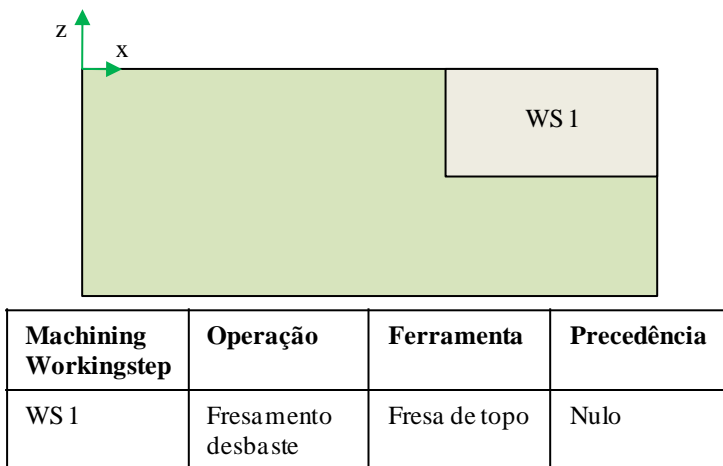 z
x
WS 1
Machining Operação Ferramenta Precedência
Workingstep
WS 1 Fresamento Fresa de topo Nulo
desbaste